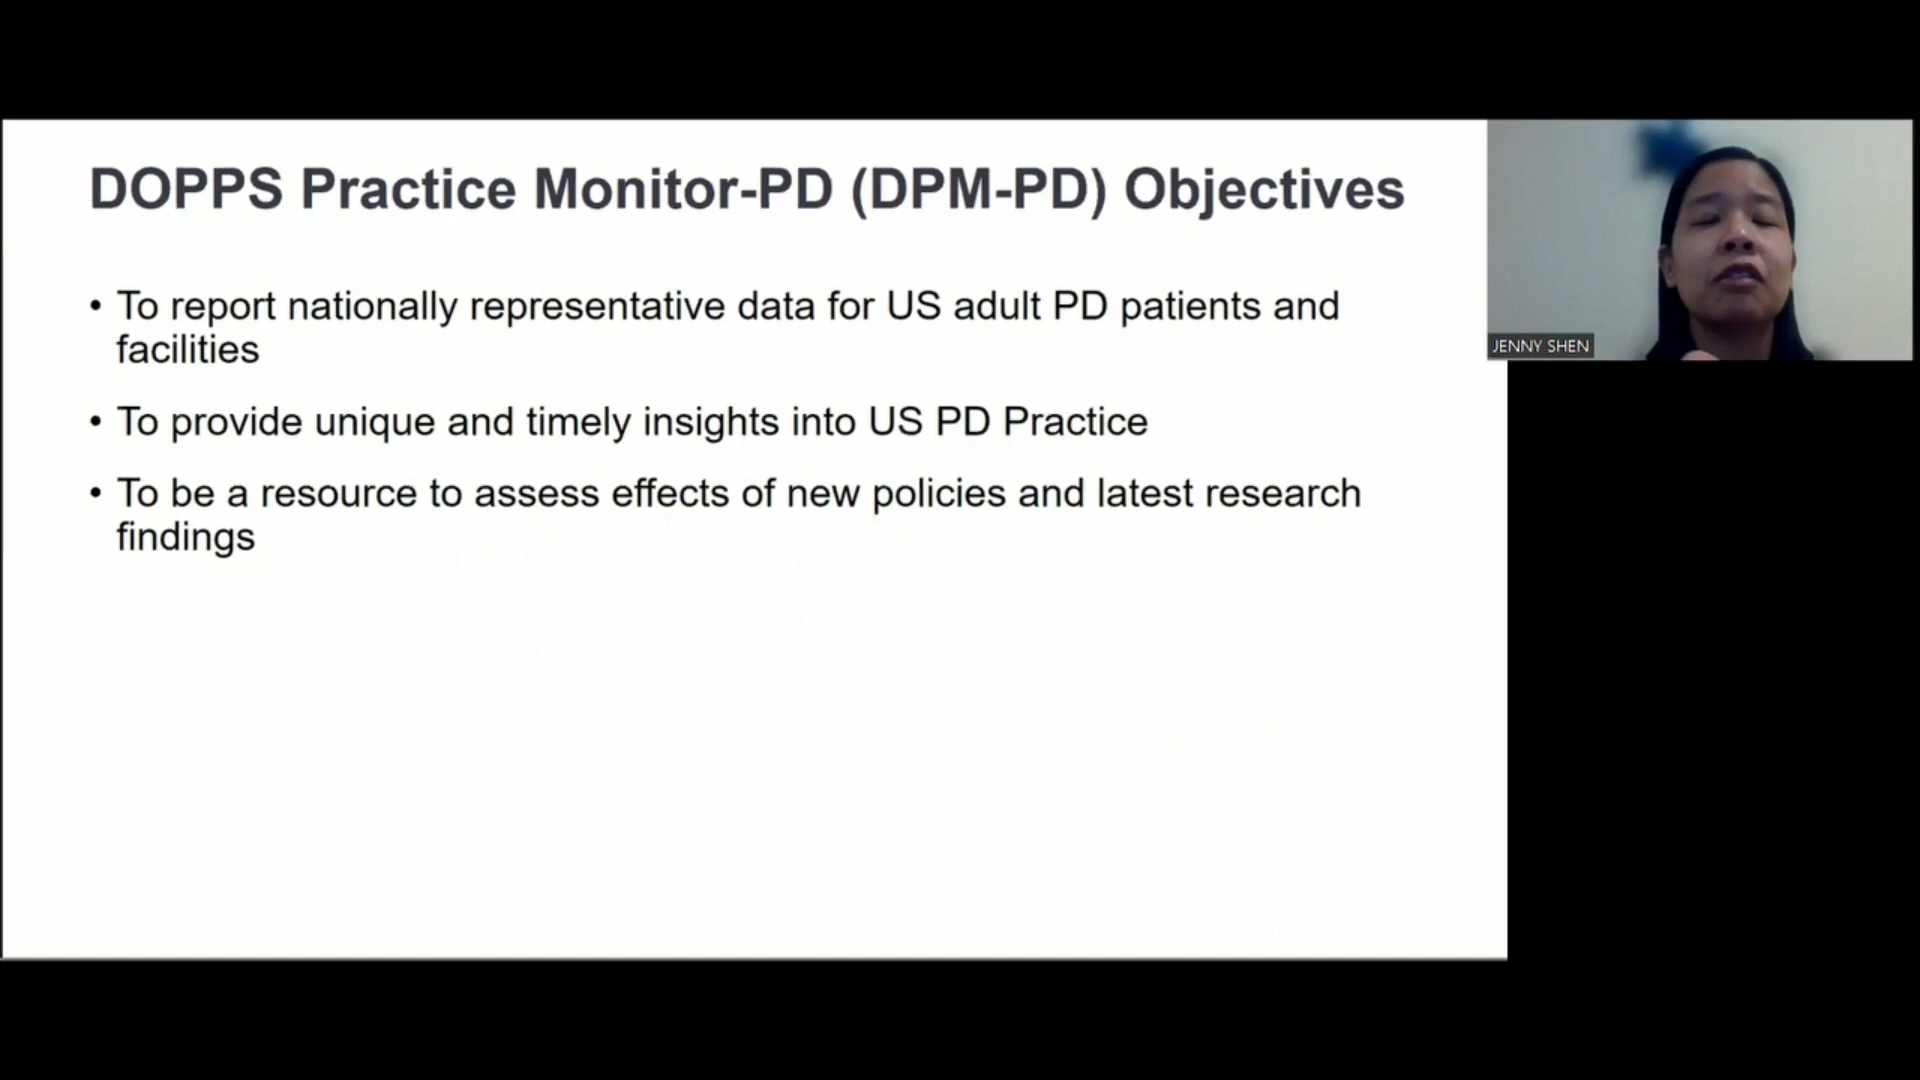 DOPPS Practice Monitor-PD (DPM-PD) Objectives
• To report nationally representative data for US adult PD patients and
facilities
• To provide unique and timely insights into US PD Practice
• To be a resource to assess effects of new policies and latest research
findings
JENNY SHEN